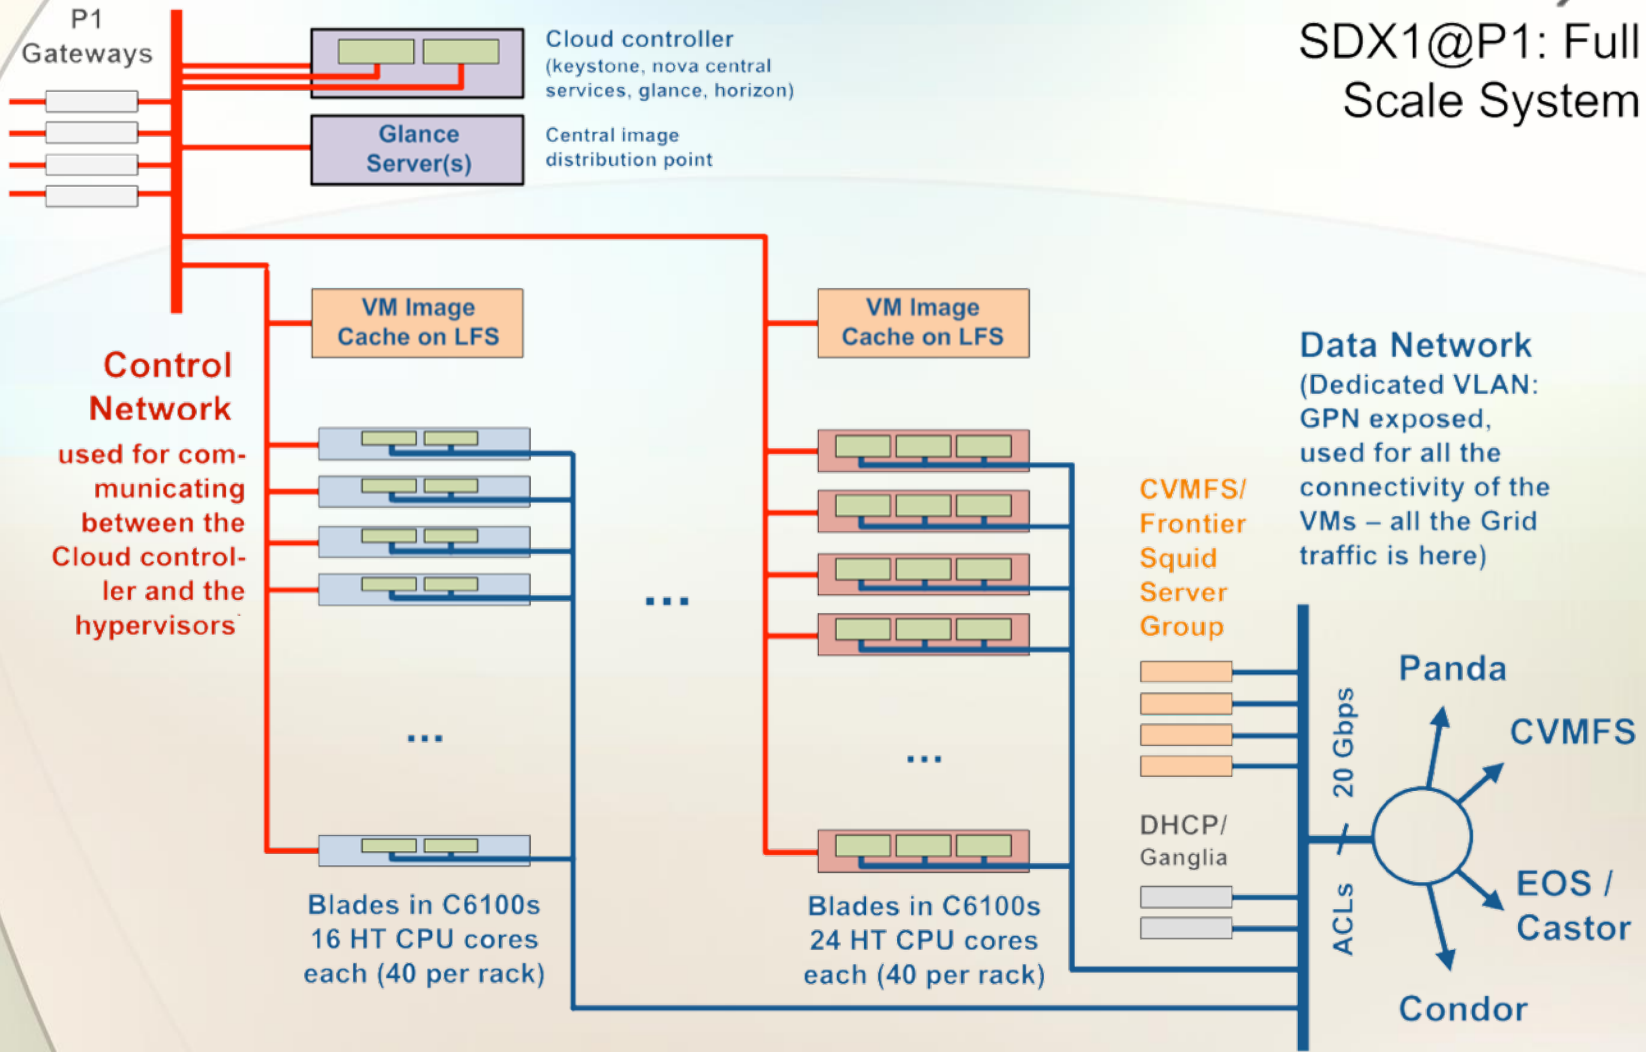 P1
Gateways
Cloud controller
(keystone, nova central
services, glance, horizon)
SDX1@P1: Full
Scale System
Glance
Server(s)
Central image
distribution point
VM Image
Cache on LFS
VM Image
Cache on LFS
Control
Network
used for com-
municating
between the
Cloud control-
ler and the
hypervisors
...
...
...
Data Network
(Dedicated VLAN:
GPN exposed,
used for all the
connectivity of the
VMs – all the Grid
traffic is here)
CVMFS/
Frontier
Squid
Server
Group
DHCP/
Ganglia
20 Gbps
ACLs
Panda
CVMFS
EOS /
Castor
Condor
Blades in C6100s
16 HT CPU cores
each (40 per rack)
Blades in C6100s
24 HT CPU cores
each (40 per rack)